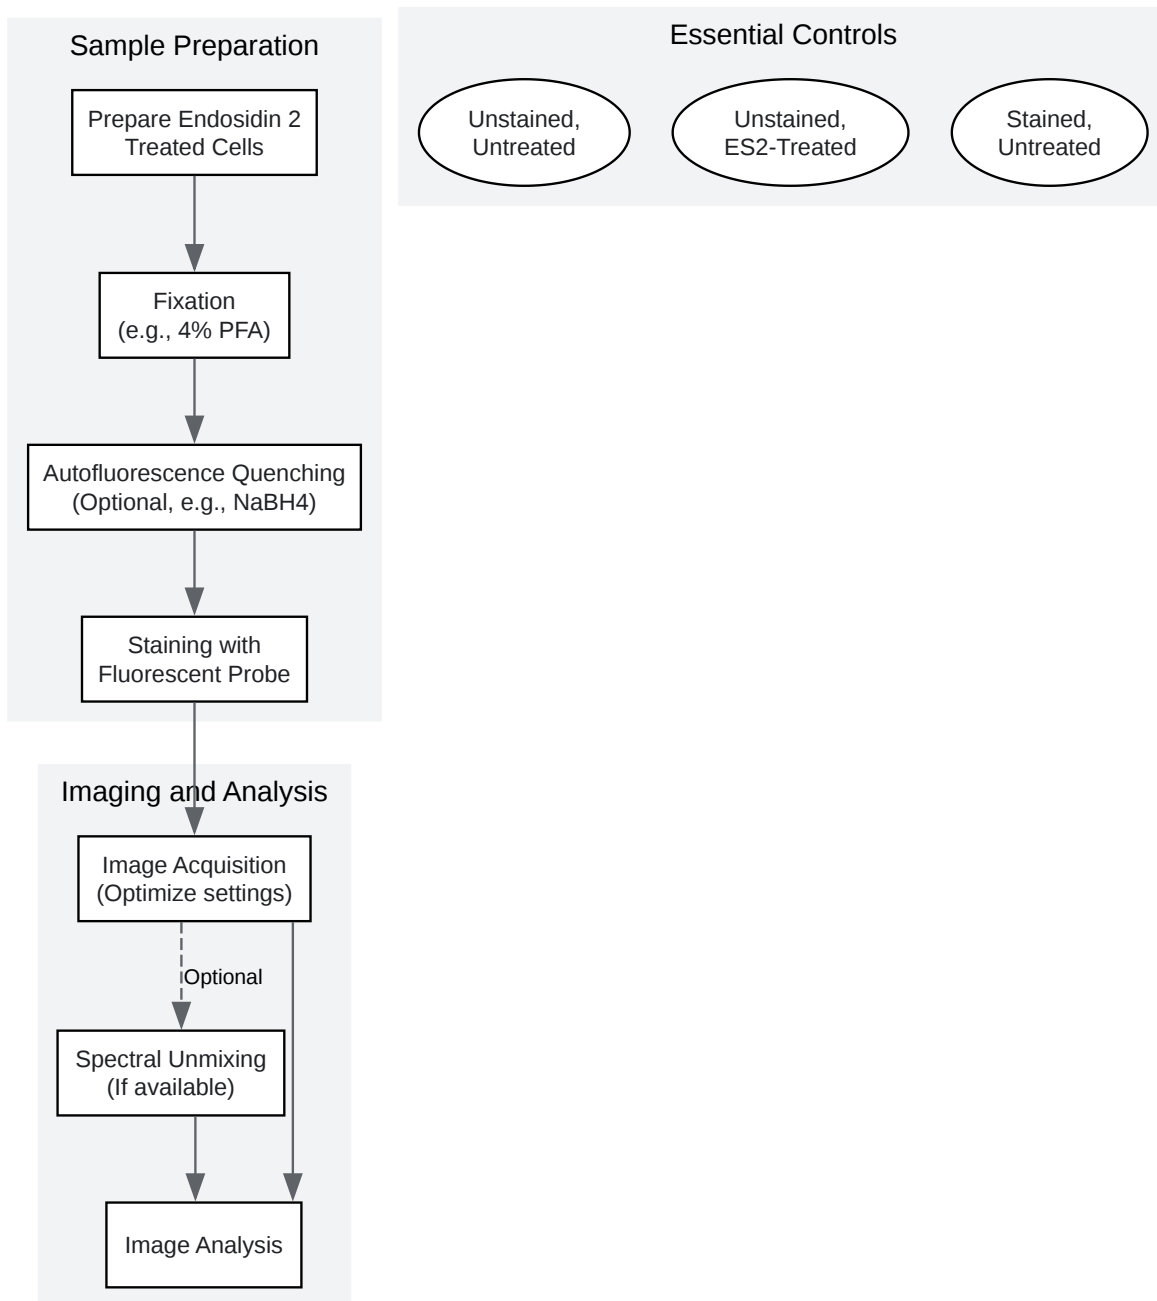 Sample Preparation
Prepare Endosidin 2
Treated Cells
Fixation
(e.g., 4% PFA)
Autofluorescence Quenching
(Optional, e.g., NaBH4)
Staining with
Fluorescent Probe
Imaging and Analysis
Image Acquisition
(Optimize settings)
Optional
Spectral Unmixing
(If available)
Image Analysis
Essential Controls
Unstained,
Untreated
Unstained,
ES2-Treated
Stained,
Untreated